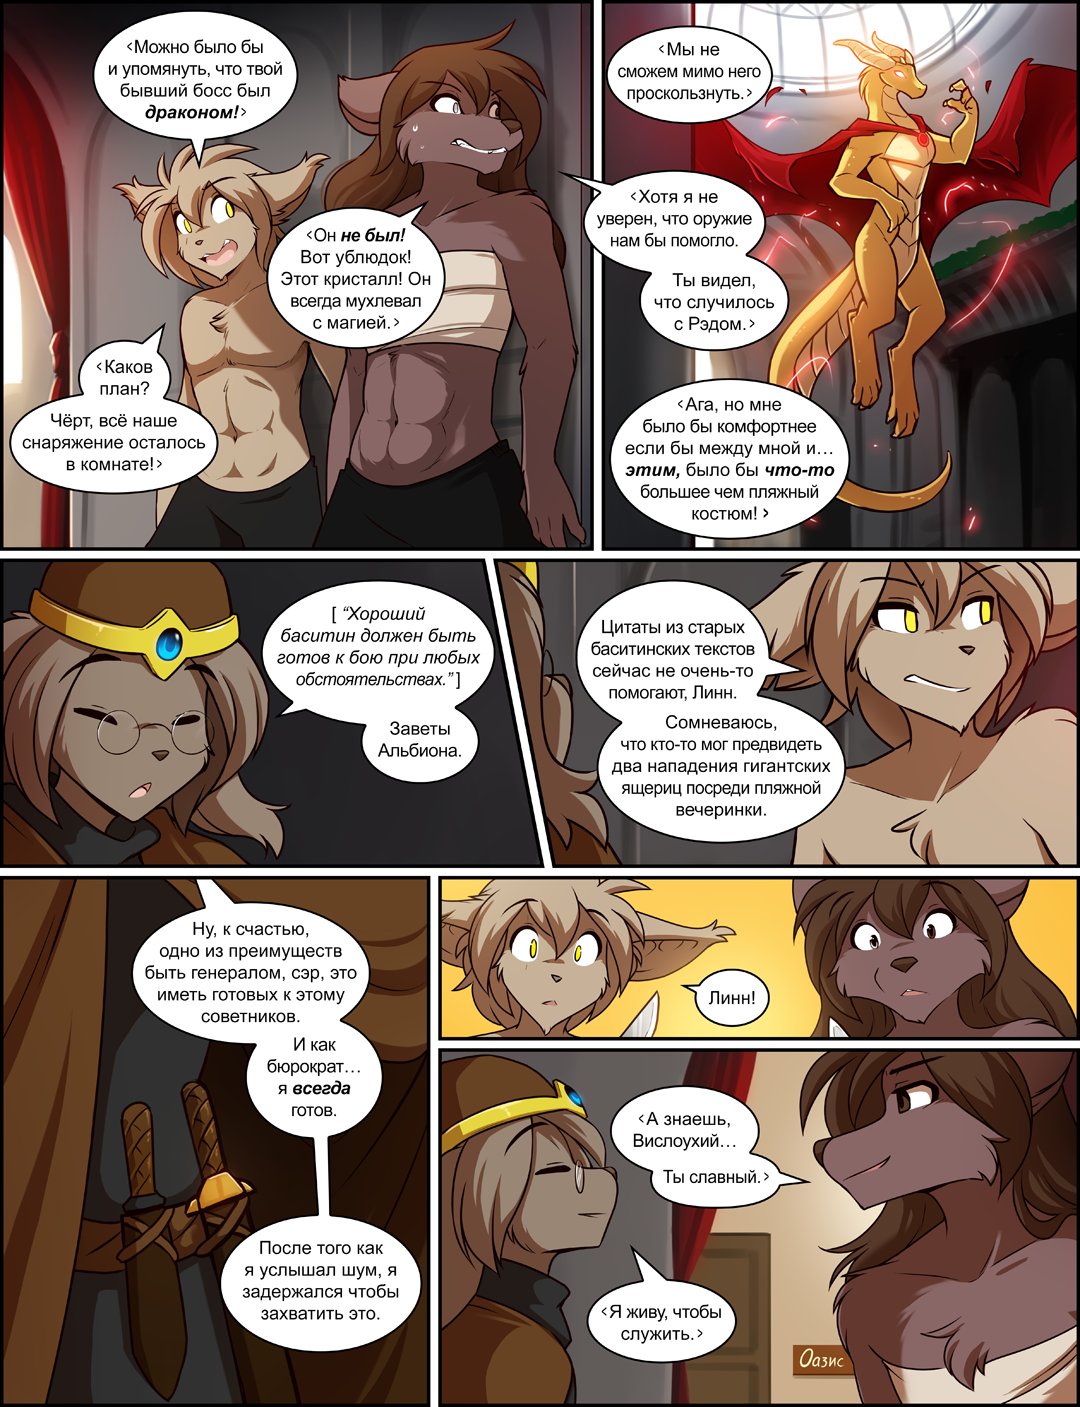 ‹Можно было бы
и упомянуть, что твой
бывший босс был
драконом!›
‹Он не был!
Вот ублюдок!
Этот кристалл! Он
всегда мухлевал
с магией.›
‹Каков
план?
Чёрт, всё наше
снаряжение осталось
в комнате!›
‹Мы не
сможем мимо него
проскользнуть.›
‹Хотя я не
уверен, что оружие
нам бы помогло.
Ты видел,
что случилось
с Рэдом.›
‹Ага, но мне
было бы комфортнее
если бы между мной и...
этим, было бы что-то
большее чем пляжный
костюм! ›
[ “Хороший
баситин должен быть
готов к бою при любых
обстоятельствах.” ]
Заветы
Альбиона.
Цитаты из старых
баситинских текстов
сейчас не очень-то
помогают, Линн.
Сомневаюсь,
что кто-то мог предвидеть
два нападения гигантских
ящериц посреди пляжной
вечеринки.
Ну, к счастью,
одно из преимуществ
быть генералом, сэр, это
иметь готовых к этому
советников.
И как
бюрократ...
я всегда
готов.
После того как
я услышал шум, я
задержался чтобы
захватить это.
Линн!
‹А знаешь,
Вислоухий...
Ты славный.›
‹Я живу, чтобы
служить.›
Оазис